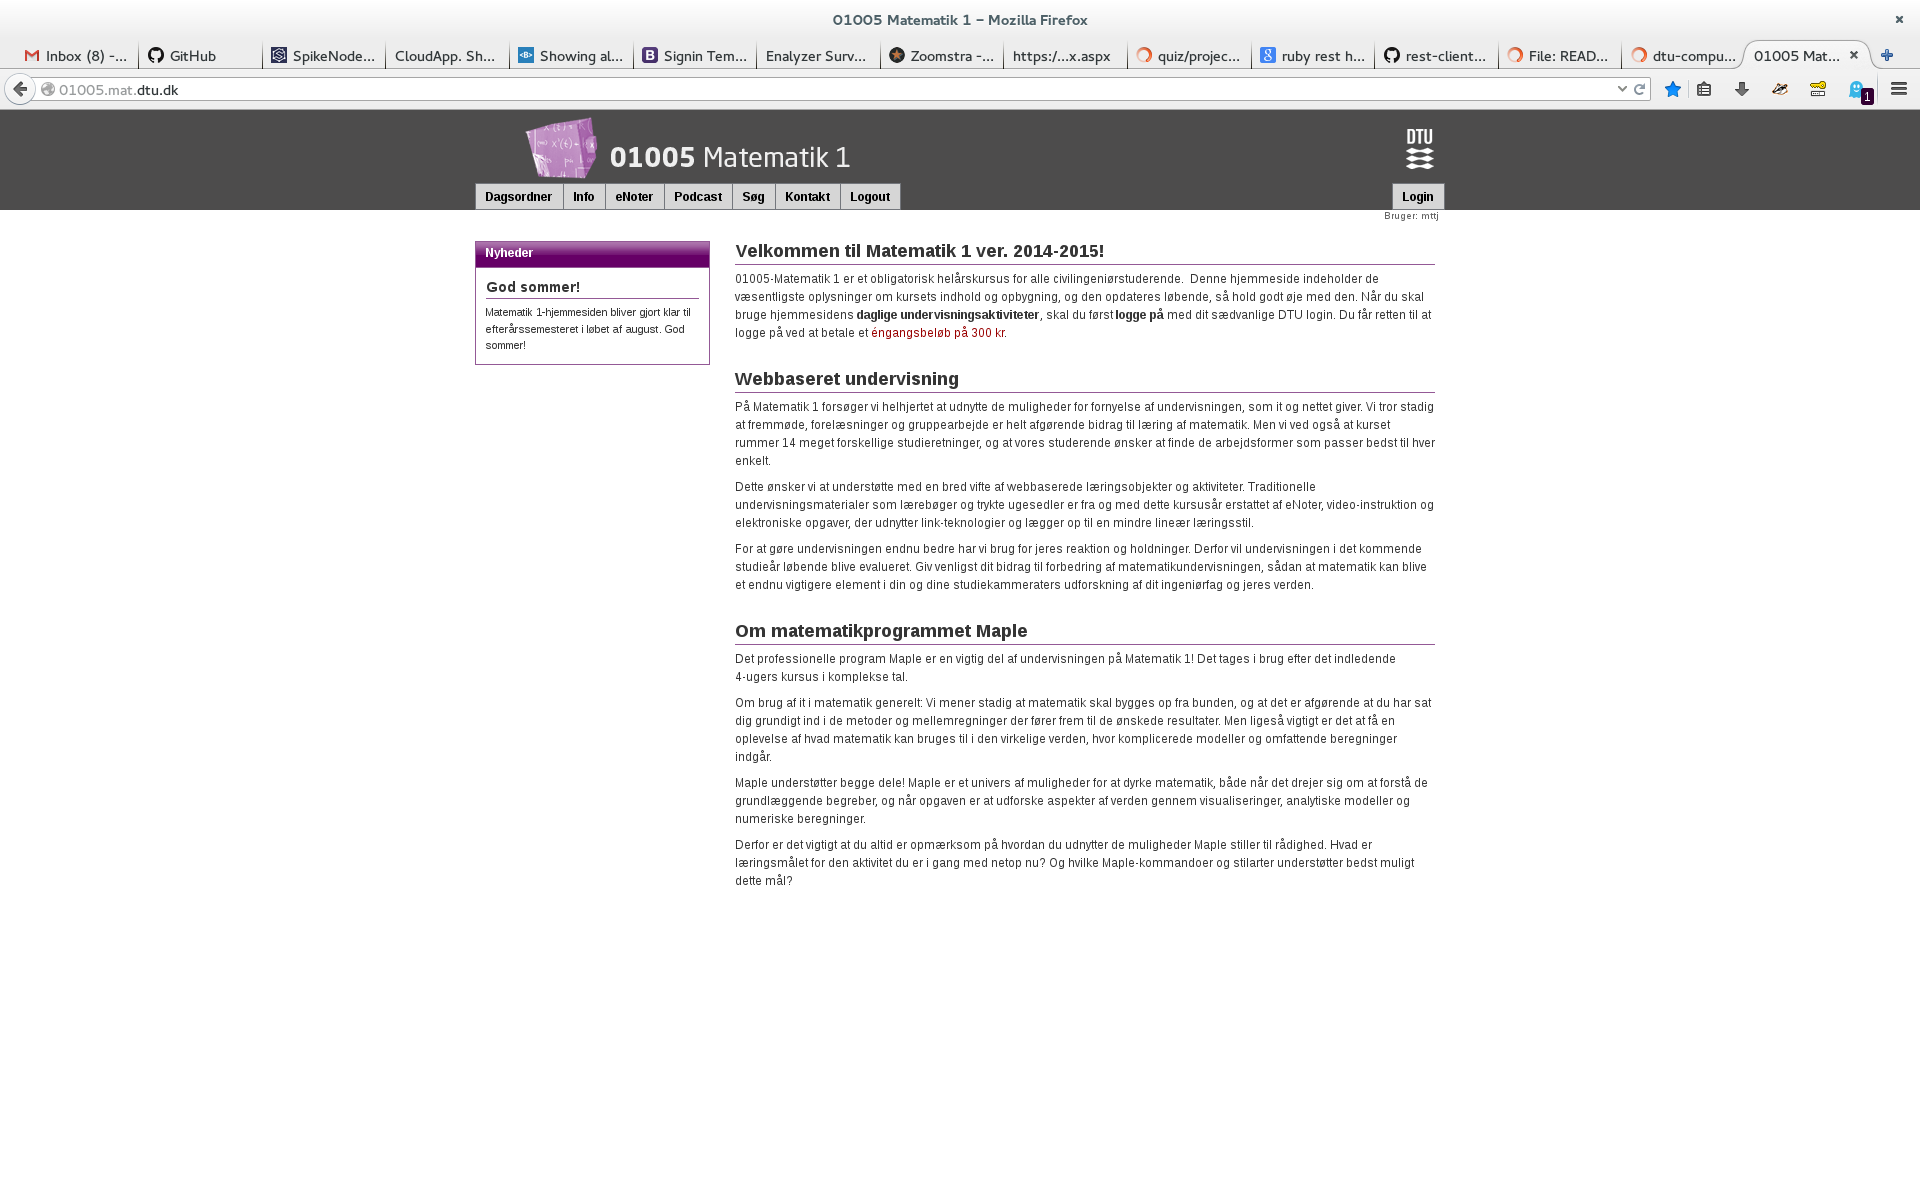 01005 Matematik 1 – Mozilla Firefox
Inbox (8) -...
GitHub
SpikeNode...
CloudApp. Sh...
Showing al...
Signin Tem...
Enalyzer Surv...
Zoomstra -...
https:/...x.aspx
quiz/projec...
ruby rest h...
rest-client...
File: READ...
dtu-compu...
01005 Mat...
01005.mat.dtu.dk
1
01005 Matematik 1
DTU
Dagsordner
Info
eNoter
Podcast
Søg
Kontakt
Logout
Login
Bruger: mttj
Nyheder
God sommer!
Matematik 1-hjemmesiden bliver gjort klar til
efterårssemesteret i løbet af august. God
sommer!
Velkommen til Matematik 1 ver. 2014-2015!
01005-Matematik 1 er et obligatorisk helårskursus for alle civilingeniørstuderende.  Denne hjemmeside indeholder de
væsentligste oplysninger om kursets indhold og opbygning, og den opdateres løbende, så hold godt øje med den. Når du skal
bruge hjemmesidens daglige undervisningsaktiviteter, skal du først logge på med dit sædvanlige DTU login. Du får retten til at
logge på ved at betale et éngangsbeløb på 300 kr.
Webbaseret undervisning
På Matematik 1 forsøger vi helhjertet at udnytte de muligheder for fornyelse af undervisningen, som it og nettet giver. Vi tror stadig
at fremmøde, forelæsninger og gruppearbejde er helt afgørende bidrag til læring af matematik. Men vi ved også at kurset
rummer 14 meget forskellige studieretninger, og at vores studerende ønsker at finde de arbejdsformer som passer bedst til hver
enkelt.
Dette ønsker vi at understøtte med en bred vifte af webbaserede læringsobjekter og aktiviteter. Traditionelle
undervisningsmaterialer som lærebøger og trykte ugesedler er fra og med dette kursusår erstattet af eNoter, video-instruktion og
elektroniske opgaver, der udnytter link-teknologier og lægger op til en mindre lineær læringsstil.
For at gøre undervisningen endnu bedre har vi brug for jeres reaktion og holdninger. Derfor vil undervisningen i det kommende
studieår løbende blive evalueret. Giv venligst dit bidrag til forbedring af matematikundervisningen, sådan at matematik kan blive
et endnu vigtigere element i din og dine studiekammeraters udforskning af dit ingeniørfag og jeres verden.
Om matematikprogrammet Maple
Det professionelle program Maple er en vigtig del af undervisningen på Matematik 1! Det tages i brug efter det indledende
4-ugers kursus i komplekse tal.
Om brug af it i matematik generelt: Vi mener stadig at matematik skal bygges op fra bunden, og at det er afgørende at du har sat
dig grundigt ind i de metoder og mellemregninger der fører frem til de ønskede resultater. Men ligeså vigtigt er det at få en
oplevelse af hvad matematik kan bruges til i den virkelige verden, hvor komplicerede modeller og omfattende beregninger
indgår.
Maple understøtter begge dele! Maple er et univers af muligheder for at dyrke matematik, både når det drejer sig om at forstå de
grundlæggende begreber, og når opgaven er at udforske aspekter af verden gennem visualiseringer, analytiske modeller og
numeriske beregninger.
Derfor er det vigtigt at du altid er opmærksom på hvordan du udnytter de muligheder Maple stiller til rådighed. Hvad er
læringsmålet for den aktivitet du er i gang med netop nu? Og hvilke Maple-kommandoer og stilarter understøtter bedst muligt
dette mål?